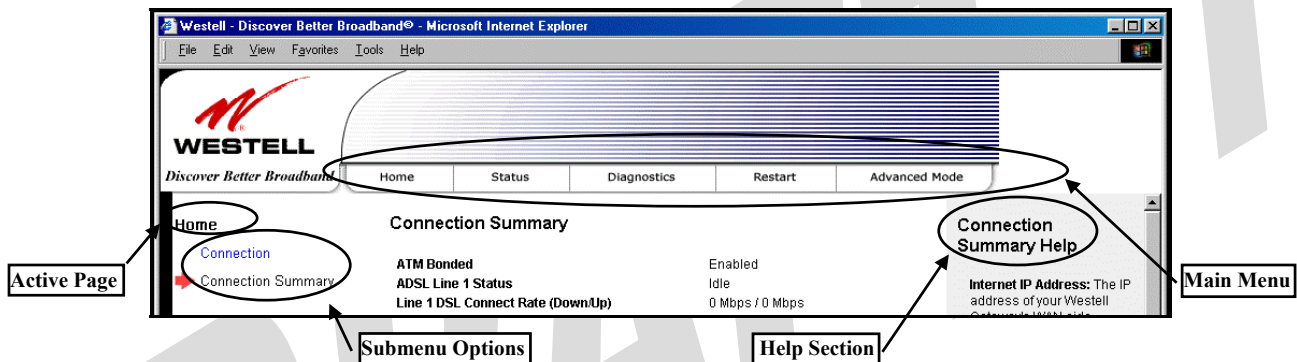 Westell - Discover Better Broadband® - Microsoft Internet Explorer
File Edit View Favorites Tools Help
WESTELL
Discover Better Broadband
Home Status Diagnostics Restart Advanced Mode
Home
Connection
Connection Summary
Connection Summary
ATM Bonded Enabled
ADSL Line 1 Status Idle
Line 1 DSL Connect Rate (Down/Up) 0 Mbps / 0 Mbps
Connection
Summary Help
Internet IP Address: The IP
address of your Westell
Active Page
Submenu Options
Help Section
Main Menu